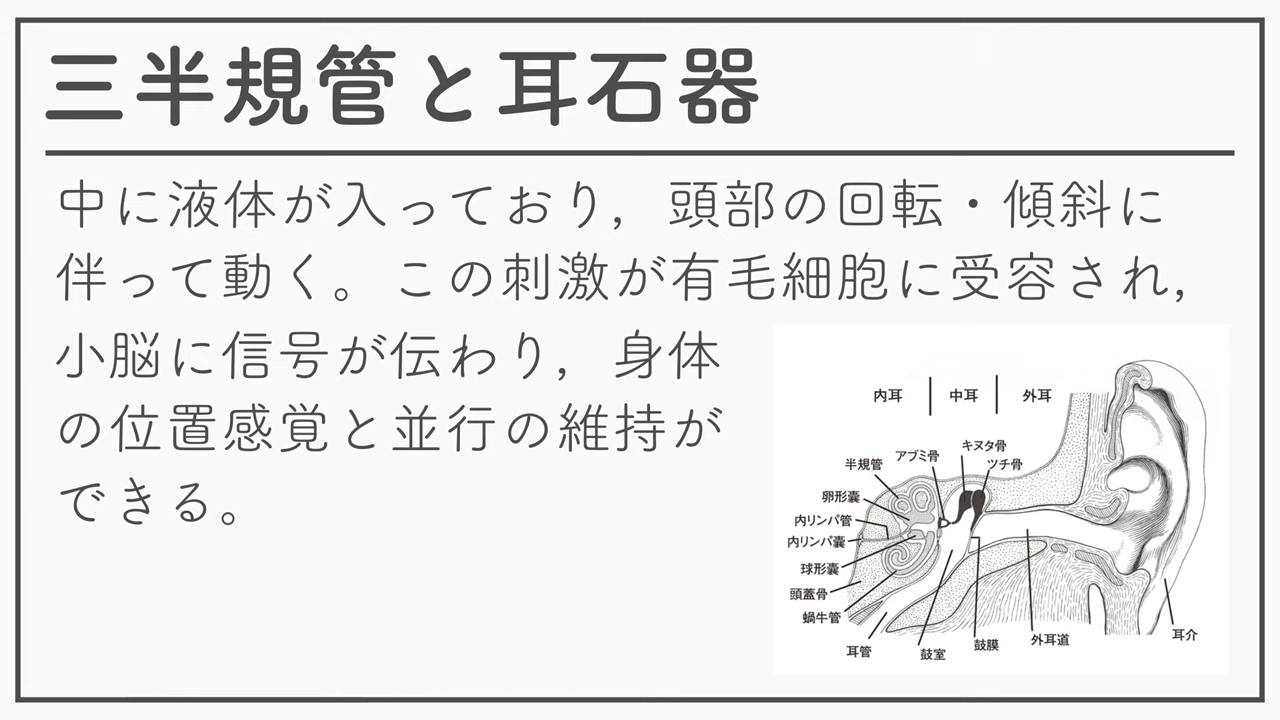 三半規管と耳石器
中に液体が入っており，頭部の回転・傾斜に
伴って動く。この刺激が有毛細胞に受容され，
小脳に信号が伝わり，身体
の位置感覚と並行の維持が
できる。
内耳
中耳
外耳
キヌタ骨
アブミ骨
ツチ骨
半規管
卵形嚢
内リンパ管
内リンパ嚢
球形嚢
頭蓋骨
蝸牛管
耳管
鼓室
鼓膜
外耳道
耳介